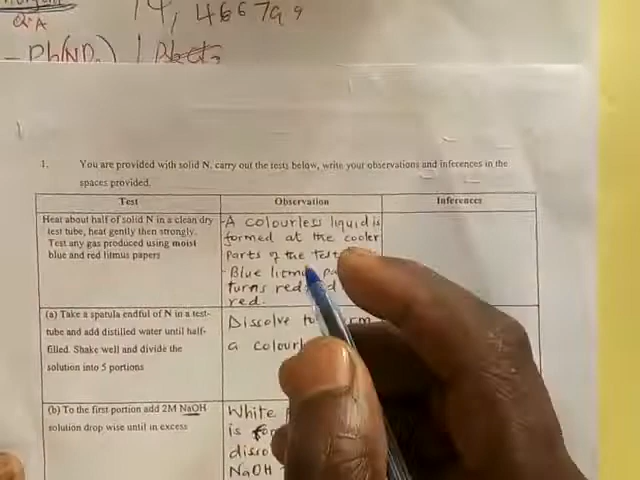 QA
14, 466799
- Pb(NO
1. You are provided with solid N, carry out the tests below, write your observations and inferences in the
spaces provided.
Test Observation Inferences
Heat about half of solid N in a clean dry
test tube, heat gently then strongly.
Test any gas produced using moist
blue and red litmus papers
- A colourless liquid is
formed at the cooler
parts of the
- Blue
turns red
red.
(a) Take a spatula endful of N in a test-
tube and add distilled water until half-
filled. Shake well and divide the
solution into 5 portions
Dissolve
a
(b) To the first portion add 2M NaOH
solution drop wise until in excess
White
is
NaOH